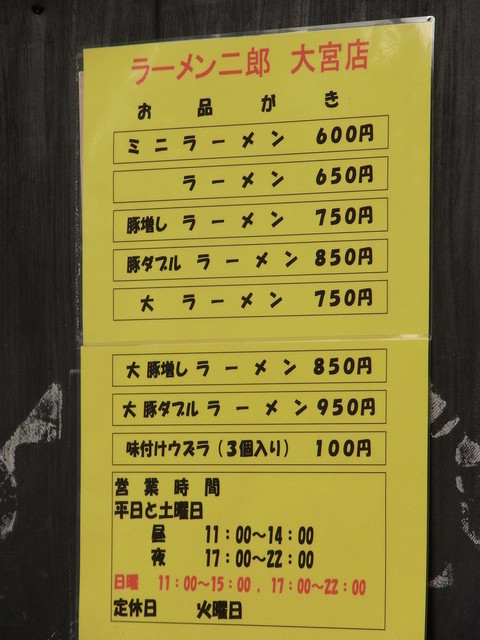 ラーメン二郎 大宮店
お品がき
ミニラーメン 600円
ラーメン 650円
豚増し ラーメン 750円
豚ダブル ラーメン 850円
大 ラーメン 750円
大 豚増し ラーメン 850円
大 豚ダブル ラーメン 950円
味付けウズラ(3個入り) 100円
営業時間
平日と土曜日
昼 11:00〜14:00
夜 17:00〜22:00
日曜 11:00〜15:00 , 17:00〜22:00
定休日 火曜日